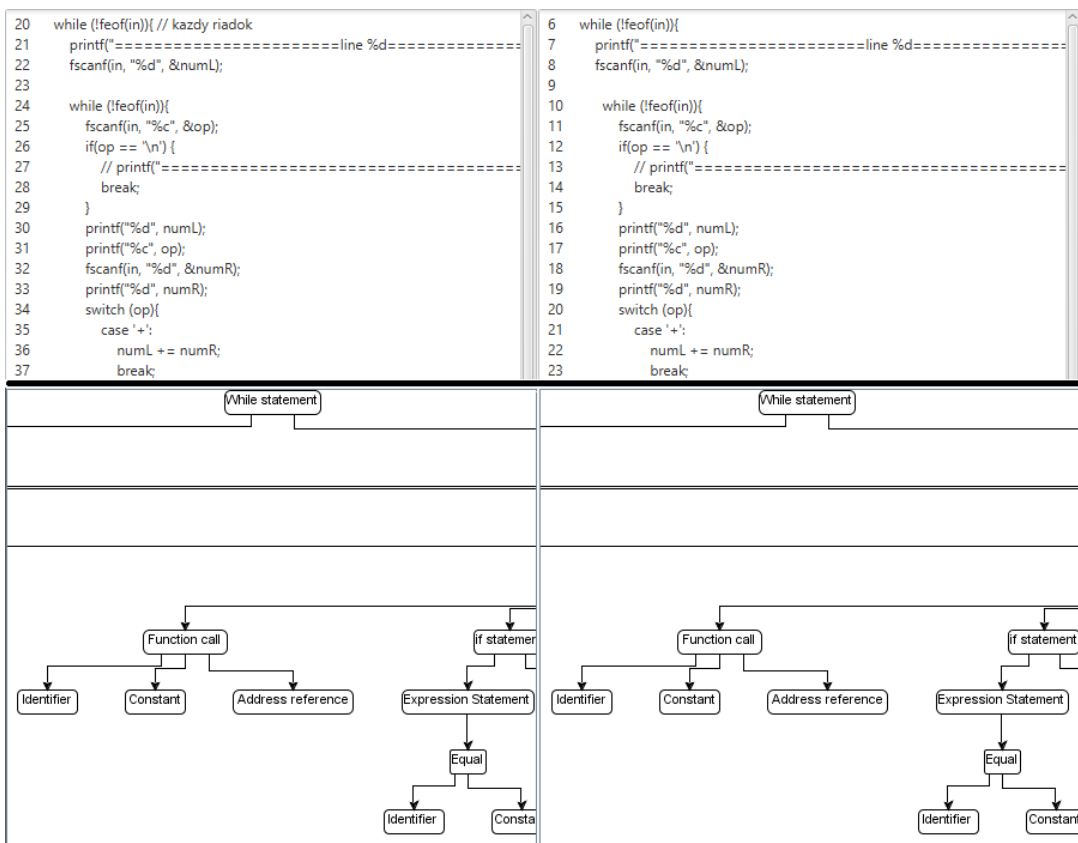 20 while (!feof(in)){ // kazdy riadok
21 printf("=======================line %d==============
22 fscanf(in, "%d", &numL);
23
24 while (!feof(in)){
25 fscanf(in, "%c", &op);
26 if(op == '\n') {
27 // printf("=====================================
28 break;
29 }
30 printf("%d", numL);
31 printf("%c", op);
32 fscanf(in, "%d", &numR);
33 printf("%d", numR);
34 switch (op){
35 case '+':
36 numL += numR;
37 break;
6 while (!feof(in)){
7 printf("=======================line %d================
8 fscanf(in, "%d", &numL);
9
10 while (!feof(in)){
11 fscanf(in, "%c", &op);
12 if(op == '\n') {
13 // printf("======================================
14 break;
15 }
16 printf("%d", numL);
17 printf("%c", op);
18 fscanf(in, "%d", &numR);
19 printf("%d", numR);
20 switch (op){
21 case '+':
22 numL += numR;
23 break;
While statement
Function call
if statemer
Identifier
Constant
Address reference
Expression Statement
Equal
Identifier
Consta
While statement
Function call
if statement
Identifier
Constant
Address reference
Expression Statement
Equal
Identifier
Constant